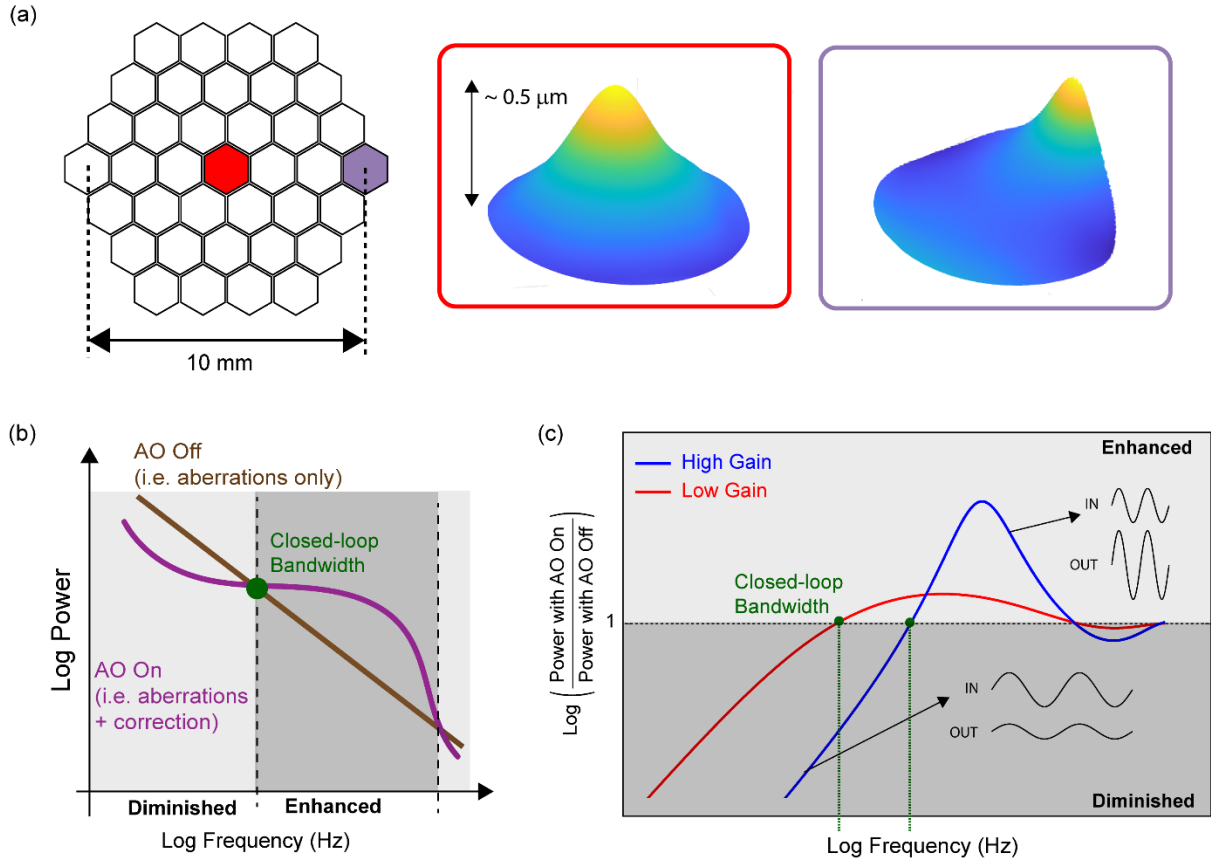 (a)
~ 0.5 μm
10 mm
(b)
AO Off
(i.e. aberrations only)
Closed-loop
Bandwidth
AO On
(i.e. aberrations
+ correction)
Log Power
Diminished
Enhanced
Log Frequency (Hz)
(c)
Enhanced
High Gain
Low Gain
IN
OUT
Closed-loop
Bandwidth
1
Log ( Power with AO On
Power with AO Off )
IN
OUT
Diminished
Log Frequency (Hz)